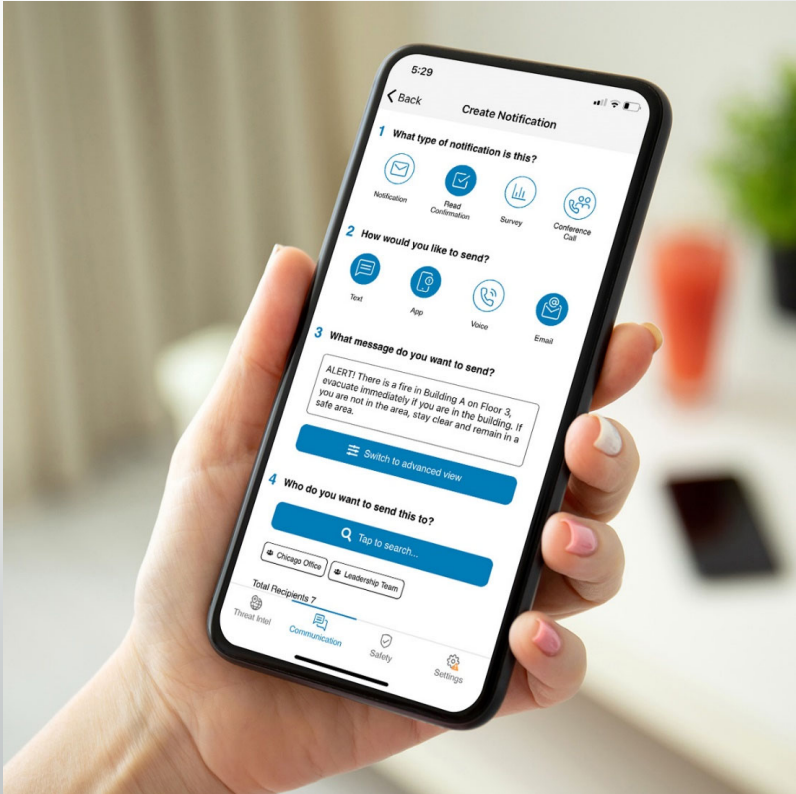 5:29
Back
Create Notification
1 What type of notification is this?
Notification
Read
Confirmation
Survey
Conference
Call
2 How would you like to send?
Text
App
Voice
Email
3 What message do you want to send?
ALERT! There is a fire in Building A on Floor 3,
evacuate immediately if you are in the building. If
you are not in the area, stay clear and remain in a
safe area.
Switch to advanced view
4 Who do you want to send this to?
Tap to search...
Chicago Office
Leadership Team
Total Recipients 7
Threat Intel
Communication
Safety
Settings